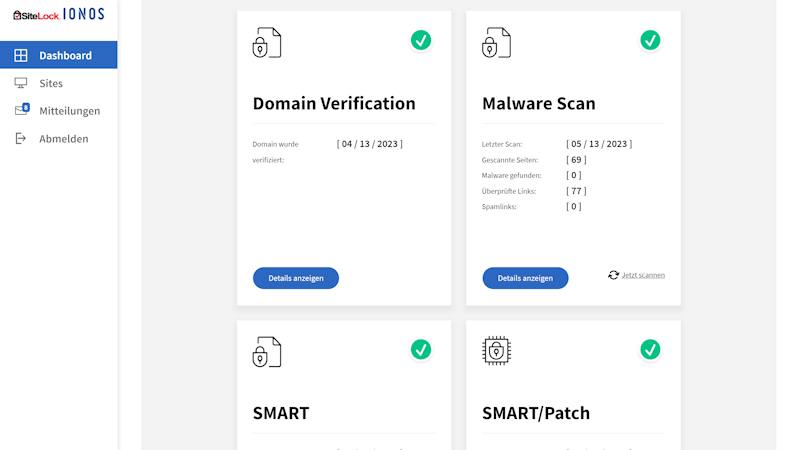 SiteLock IONOS
Dashboard
Sites
8
Mitteilungen
Abmelden
Domain Verification
Domain wurde verifiziert:
[ 04 / 13 / 2023 ]
Details anzeigen
Malware Scan
Letzter Scan: [ 05 / 13 / 2023 ]
Gescannte Seiten: [ 69 ]
Malware gefunden: [ 0 ]
Überprüfte Links: [ 77 ]
Spamlinks: [ 0 ]
Details anzeigen
Jetzt scannen
SMART
SMART/Patch